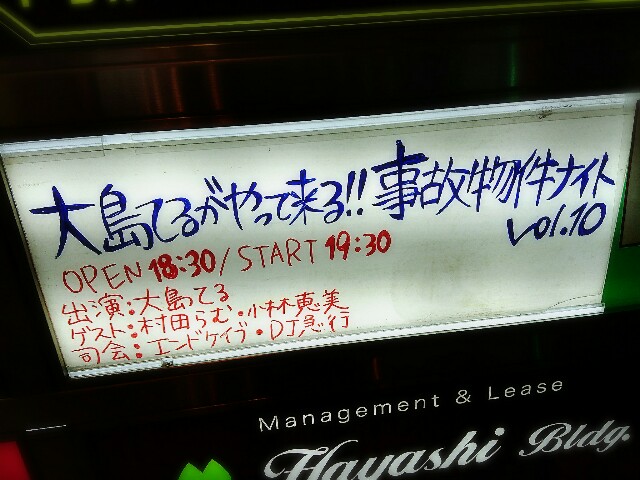 大島てるがやって来る!! 事故物件ナイト
vol.10
OPEN 18:30 / START 19:30
出演:大島てる
ゲスト:村田らむ・小林恵美
司会:エンドケイプ・DJ急行
Management & Lease
Hayashi Bldg.